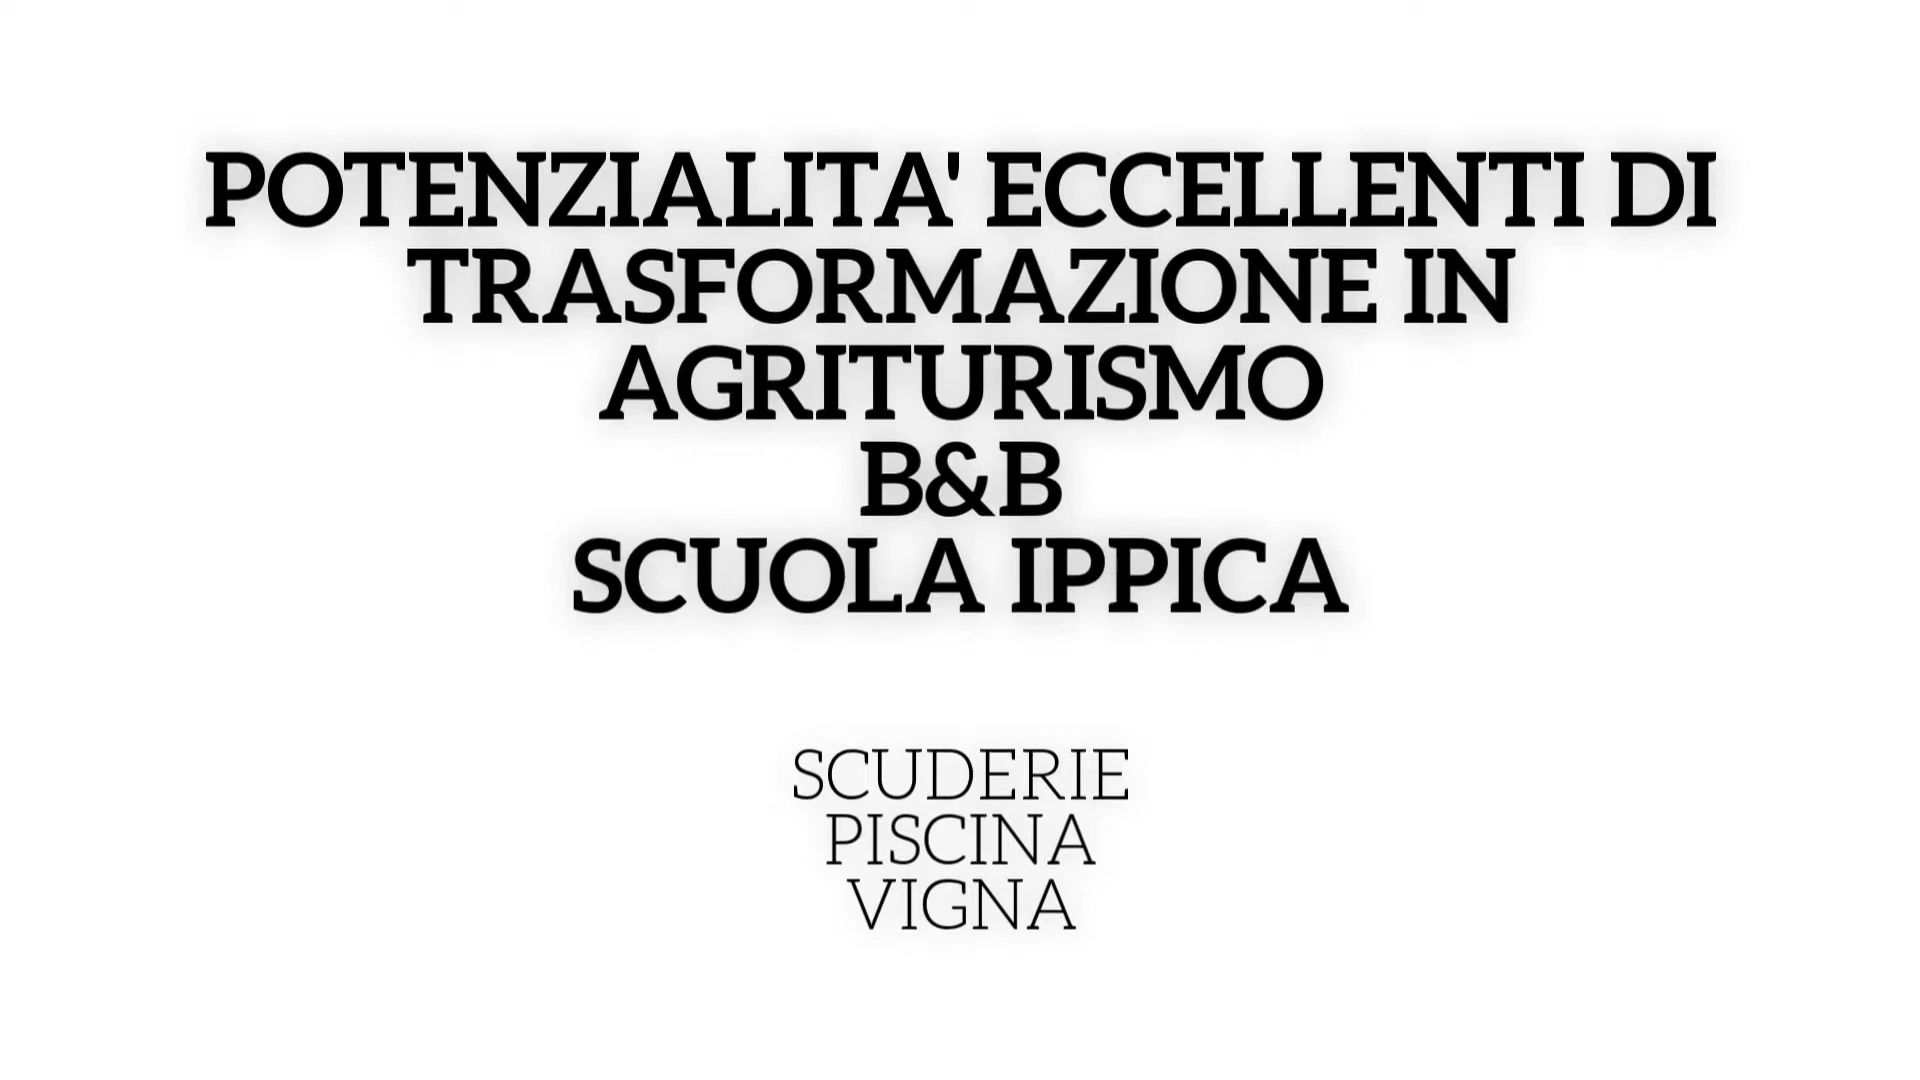 POTENZIALITA' ECCELLENTI DI
TRASFORMAZIONE IN
AGRITURISMO
B&B
SCUOLA IPPICA
SCUDERIE
PISCINA
VIGNA